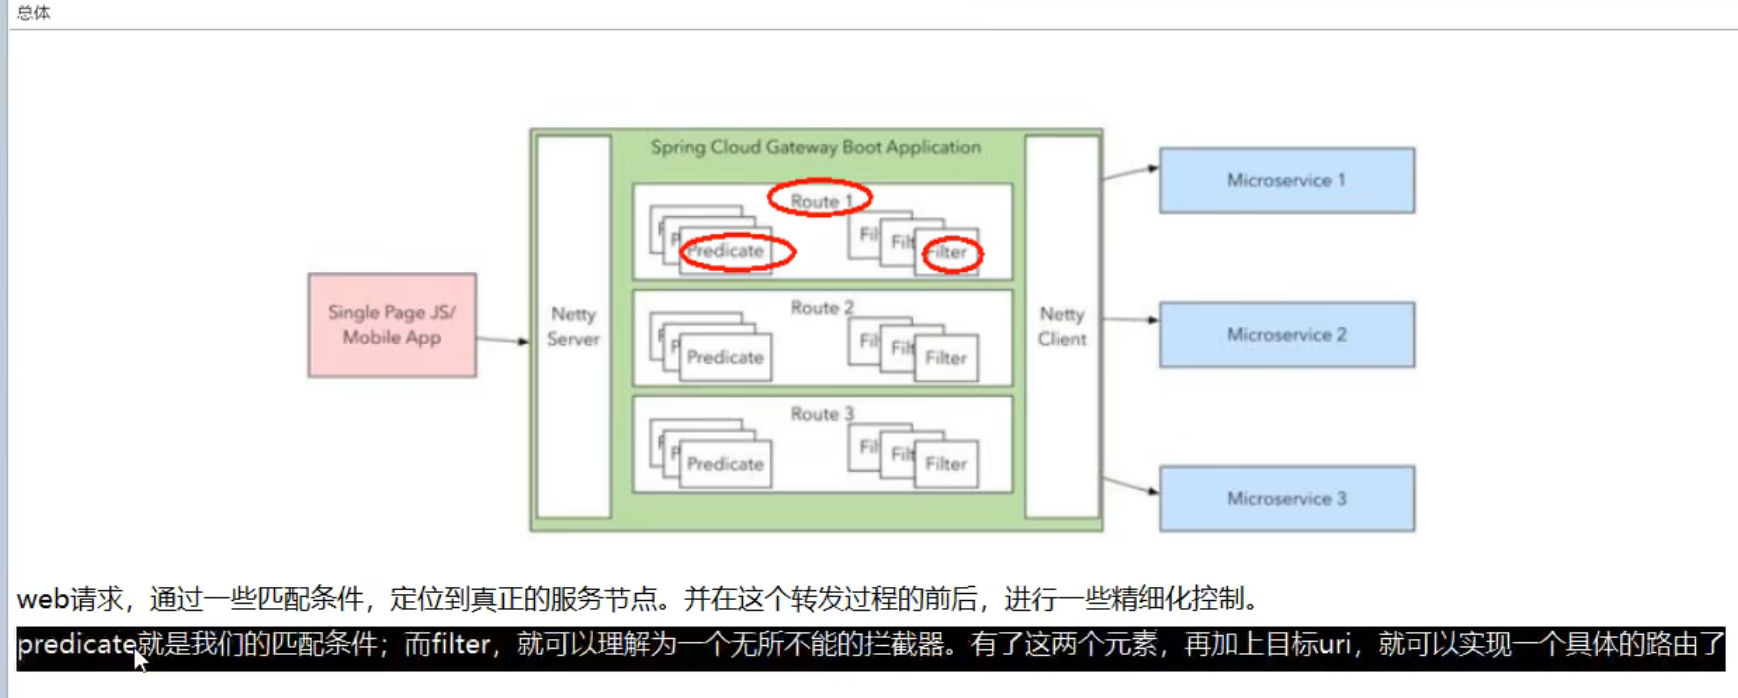 总体
Spring Cloud Gateway Boot Application
Route 1
Predicate
Fil
Filt
Filter
Microservice 1
Single Page JS/
Mobile App
Netty
Server
Route 2
Predicate
Fil
Filt
Filter
Netty
Client
Microservice 2
Route 3
Predicate
Fil
Filt
Filter
Microservice 3
web请求，通过一些匹配条件，定位到真正的服务节点。并在这个转发过程的前后，进行一些精细化控制。
predicate就是我们的匹配条件；而filter，就可以理解为一个无所不能的拦截器。有了这两个元素，再加上目标uri，就可以实现一个具体的路由了